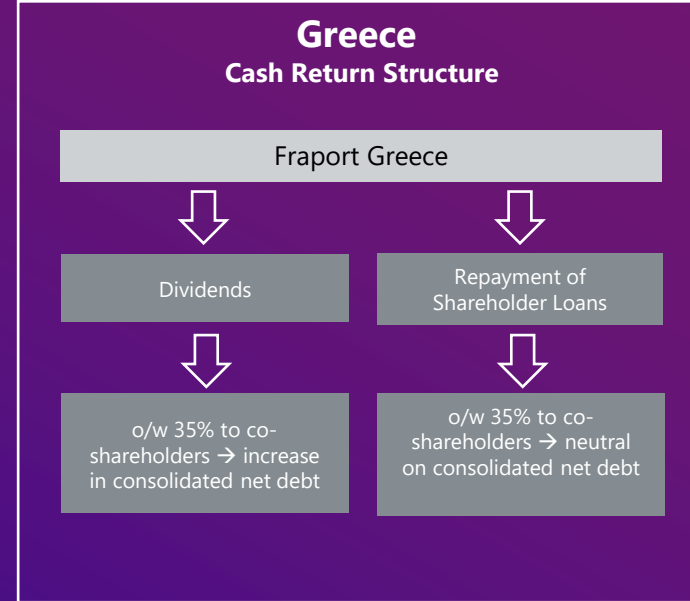 Greece
Cash Return Structure
Fraport Greece
Dividends
Repayment of
Shareholder Loans
o/w 35% to co-
shareholders → increase
in consolidated net debt
o/w 35% to co-
shareholders → neutral
on consolidated net debt